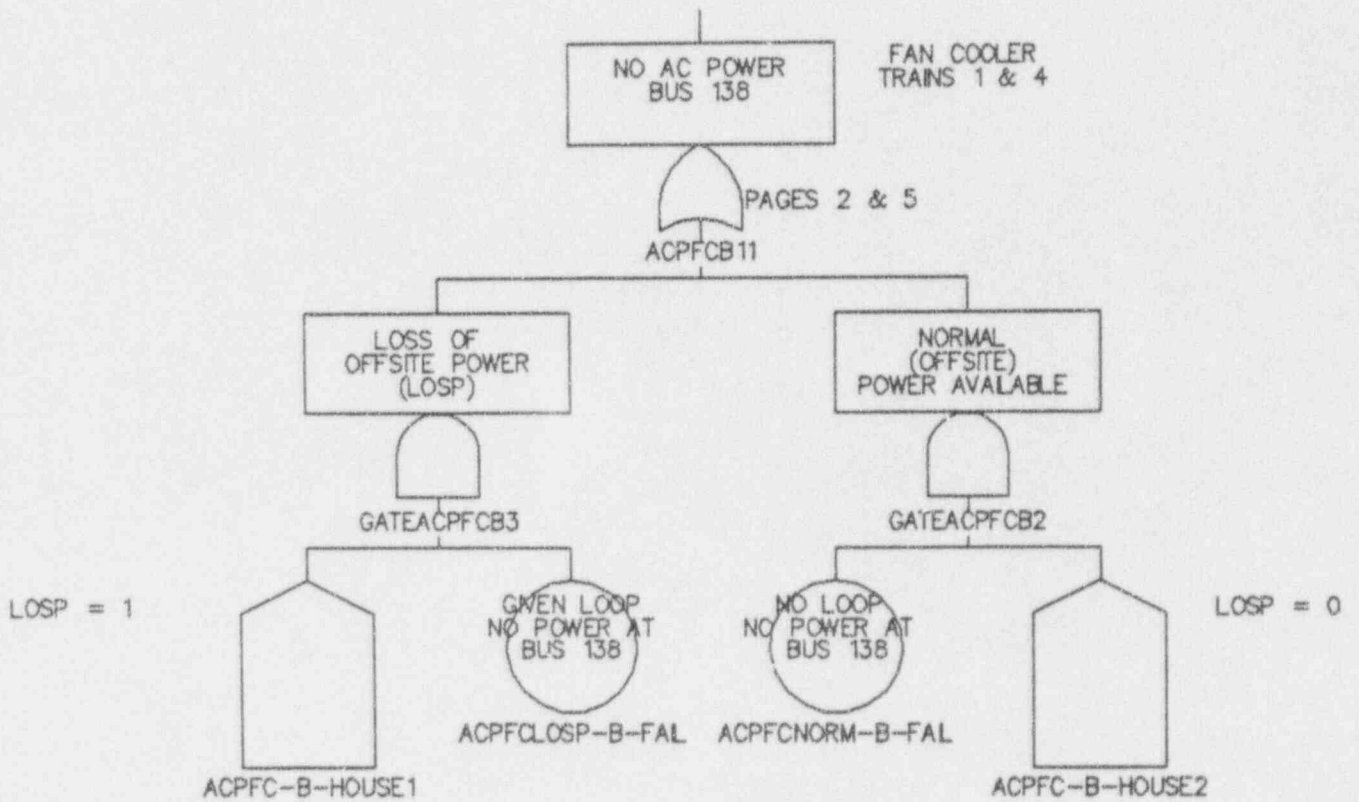 NO AC POWER
BUS 138
FAN COOLER
TRAINS 1 & 4
PAGES 2 & 5
ACPFCB11
LOSS OF
OFFSITE POWER
(LOSP)
NORMAL
(OFFSITE)
POWER AVAILABLE
GATEACPFCB3
GATEACPFCB2
LOSP = 1
GIVEN LOOP
NO POWER AT
BUS 138
NO LOOP
NO POWER AT
BUS 138
LOSP = 0
ACPFCLOSP-B-FAL
ACPFCNORM-B-FAL
ACPFC-B-HOUSE1
ACPFC-B-HOUSE2